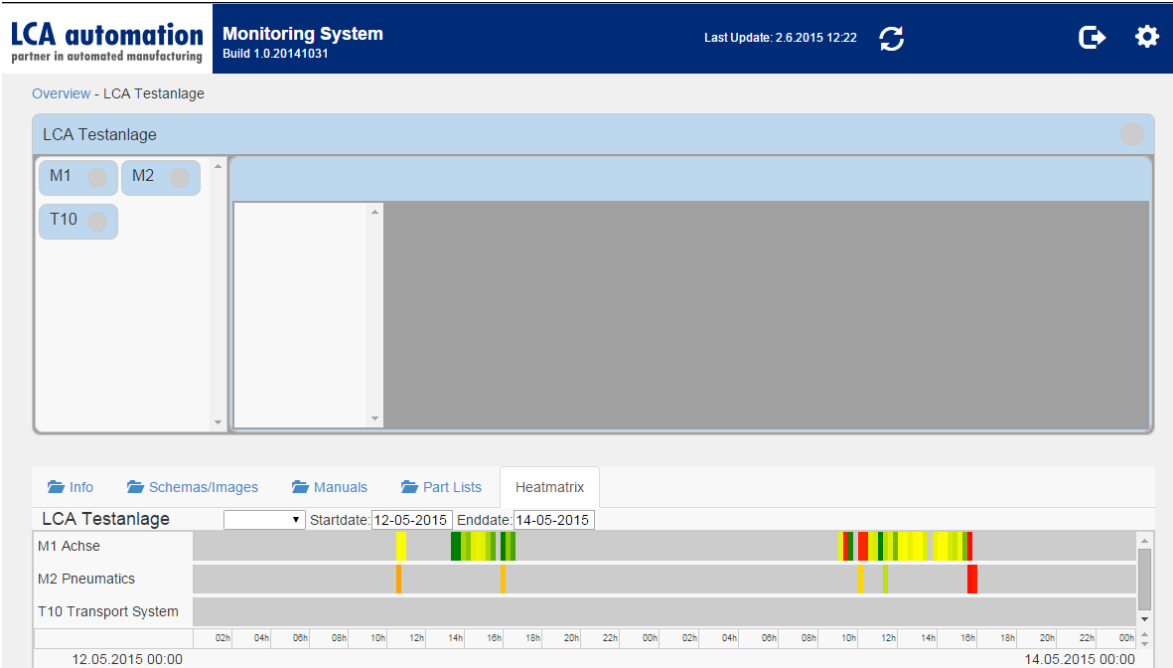 LCA automation
partner in automated manufacturing
Monitoring System
Build 1.0.20141031
Last Update: 2.6.2015 12:22
Overview - LCA Testanlage
LCA Testanlage
M1 M2
T10
Info Schemas/Images Manuals Part Lists Heatmatrix
LCA Testanlage Startdate: 12-05-2015 Enddate: 14-05-2015
M1 Achse
M2 Pneumatics
T10 Transport System
02h 04h 06h 08h 10h 12h 14h 16h 18h 20h 22h 00h 02h 04h 06h 08h 10h 12h 14h 16h 18h 20h 22h 00h
12.05.2015 00:00 14.05.2015 00:00